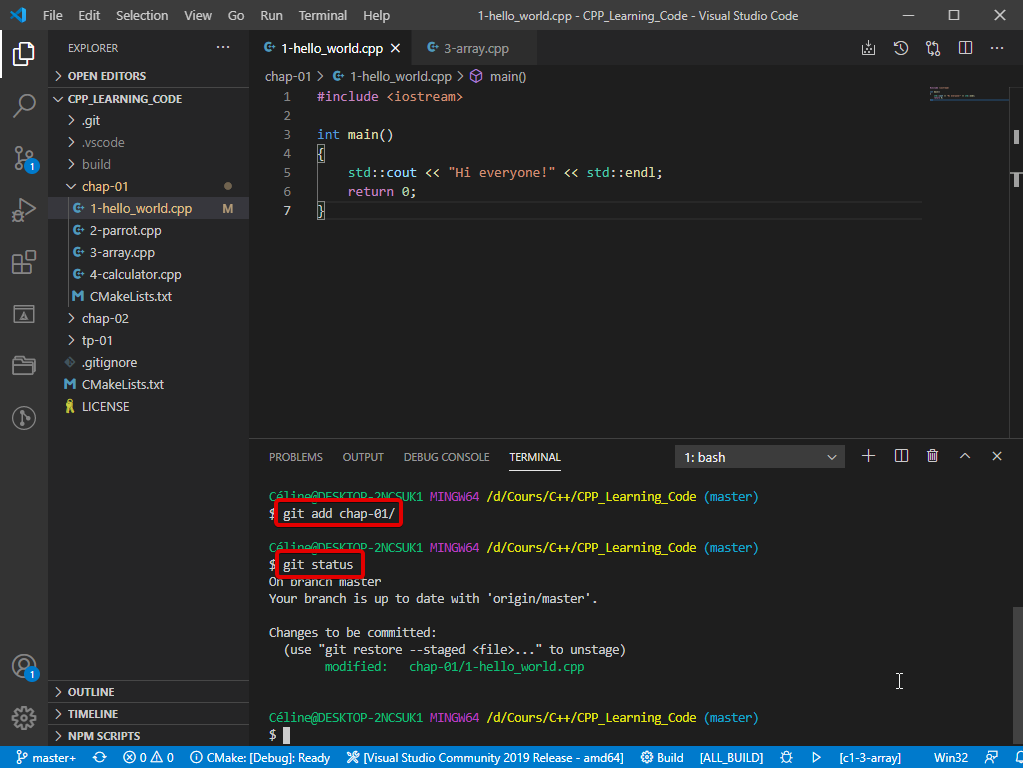 File Edit Selection View Go Run Terminal Help 1-hello_world.cpp - CPP_Learning_Code - Visual Studio Code
EXPLORER
OPEN EDITORS
CPP_LEARNING_CODE
.git
.vscode
build
chap-01
1-hello_world.cpp M
2-parrot.cpp
3-array.cpp
4-calculator.cpp
CMakeLists.txt
chap-02
tp-01
.gitignore
CMakeLists.txt
LICENSE
OUTLINE
TIMELINE
NPM SCRIPTS
1
1
1-hello_world.cpp 3-array.cpp
chap-01 > 1-hello_world.cpp > main()
1 #include <iostream>
2
3 int main()
4 {
5 std::cout << "Hi everyone!" << std::endl;
6 return 0;
7 }
PROBLEMS OUTPUT DEBUG CONSOLE TERMINAL 1: bash
Céline@DESKTOP-2NCSUK1 MINGW64 /d/Cours/C++/CPP_Learning_Code (master)
$ git add chap-01/
Céline@DESKTOP-2NCSUK1 MINGW64 /d/Cours/C++/CPP_Learning_Code (master)
$ git status
On branch master
Your branch is up to date with 'origin/master'.
Changes to be committed:
(use "git restore --staged <file>..." to unstage)
modified: chap-01/1-hello_world.cpp
Céline@DESKTOP-2NCSUK1 MINGW64 /d/Cours/C++/CPP_Learning_Code (master)
$
master+ 0 0 CMake: [Debug]: Ready [Visual Studio Community 2019 Release - amd64] Build [ALL_BUILD] [c1-3-array] Win32